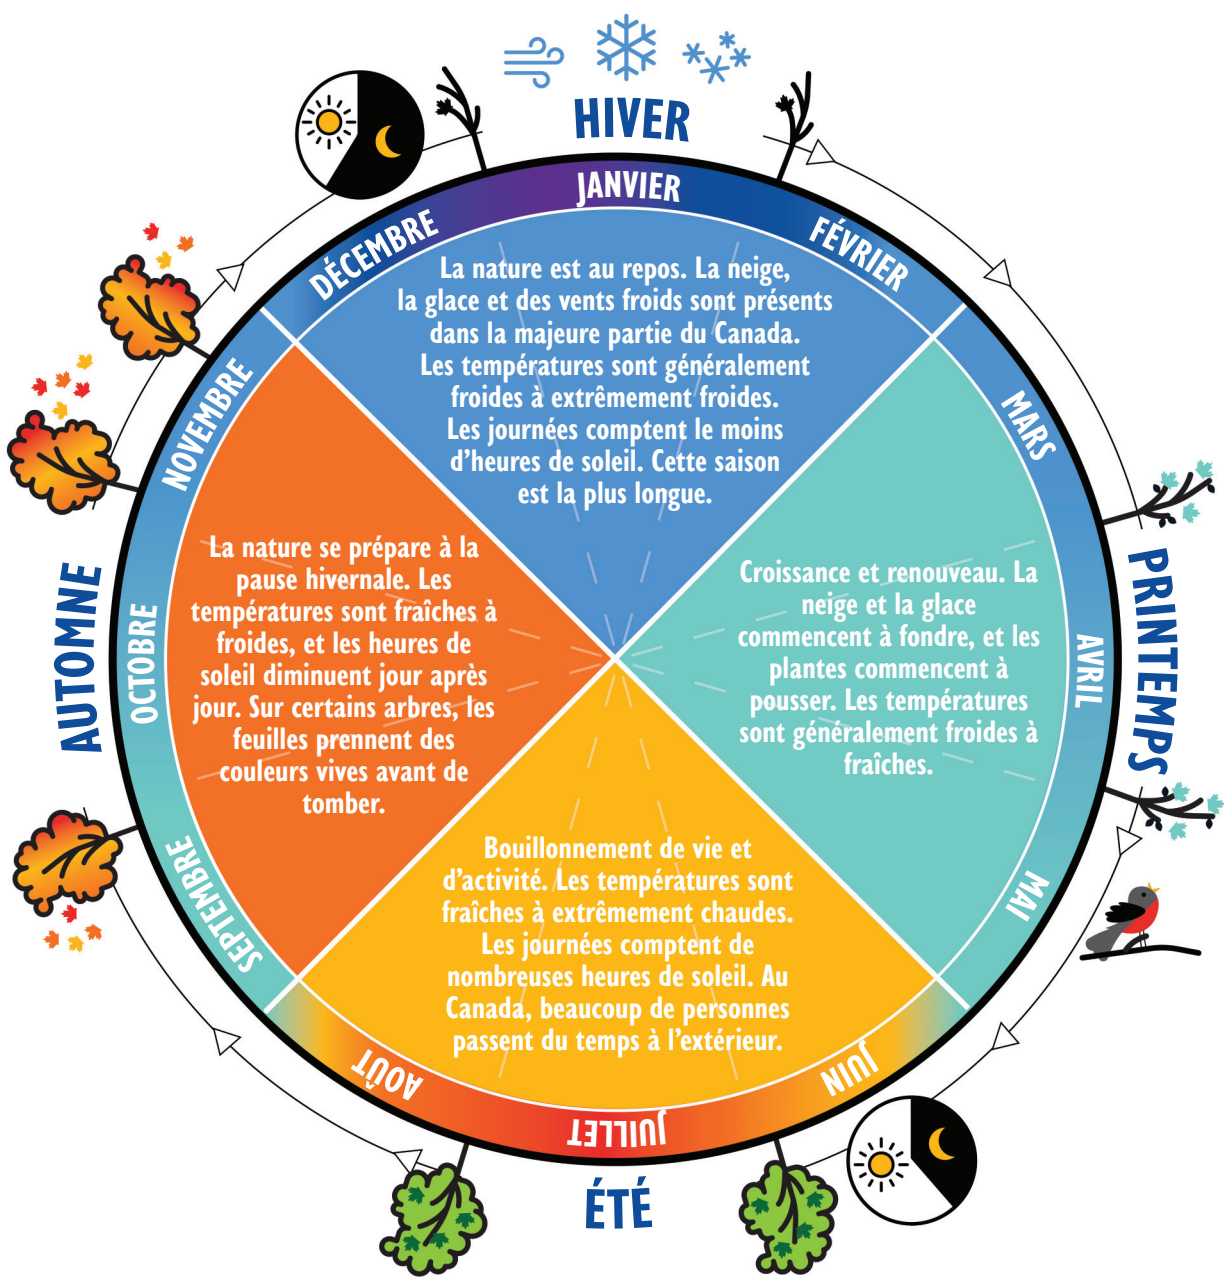 HIVER
JANVIER
FÉVRIER
MARS
AVRIL
MAI
JUIN
JUILLET
AOÛT
SEPTEMBRE
OCTOBRE
NOVEMBRE
DÉCEMBRE
La nature est au repos. La neige,
la glace et des vents froids sont présents
dans la majeure partie du Canada.
Les températures sont généralement
froides à extrêmement froides.
Les journées comptent le moins
d'heures de soleil. Cette saison
est la plus longue.
PRINTEMPS
Croissance et renouveau. La
neige et la glace
commencent à fondre, et les
plantes commencent à
pousser. Les températures
sont généralement froides à
fraîches.
ÉTÉ
Bouillonnement de vie et
d'activité. Les températures sont
fraîches à extrêmement chaudes.
Les journées comptent de
nombreuses heures de soleil. Au
Canada, beaucoup de personnes
passent du temps à l'extérieur.
AUTOMNE
La nature se prépare à la
pause hivernale. Les
températures sont fraîches à
froides, et les heures de
soleil diminuent jour après
jour. Sur certains arbres, les
feuilles prennent des
couleurs vives avant de
tomber.